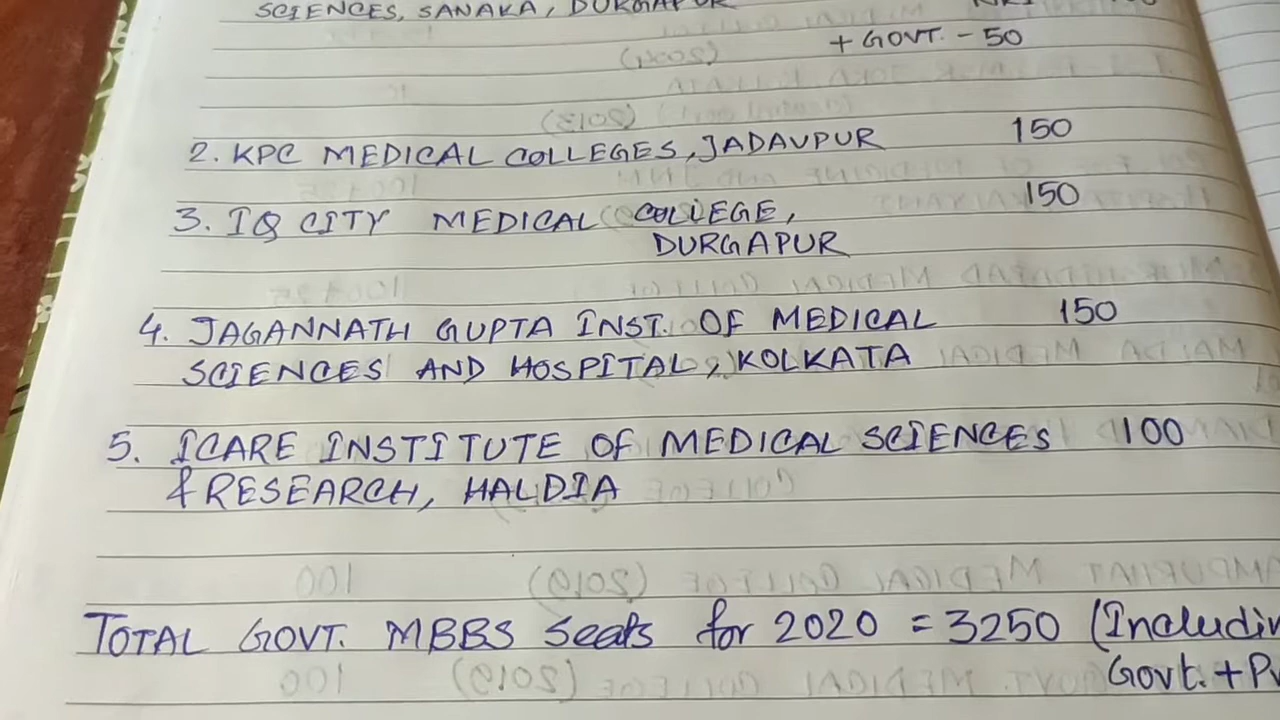 SCIENCES, SANAKA, DURGAPUR
+ GOVT. - 50
2. KPC MEDICAL COLLEGES, JADAVPUR 150
3. IQ CITY MEDICAL COLLEGE, 150
DURGAPUR
4. JAGANNATH GUPTA INST. OF MEDICAL 150
SCIENCES AND HOSPITAL, KOLKATA
5. ICARE INSTITUTE OF MEDICAL SCIENCES 100
& RESEARCH, HALDIA
TOTAL GOVT. MBBS Seats for 2020 = 3250 (Includin
Govt. + Pv